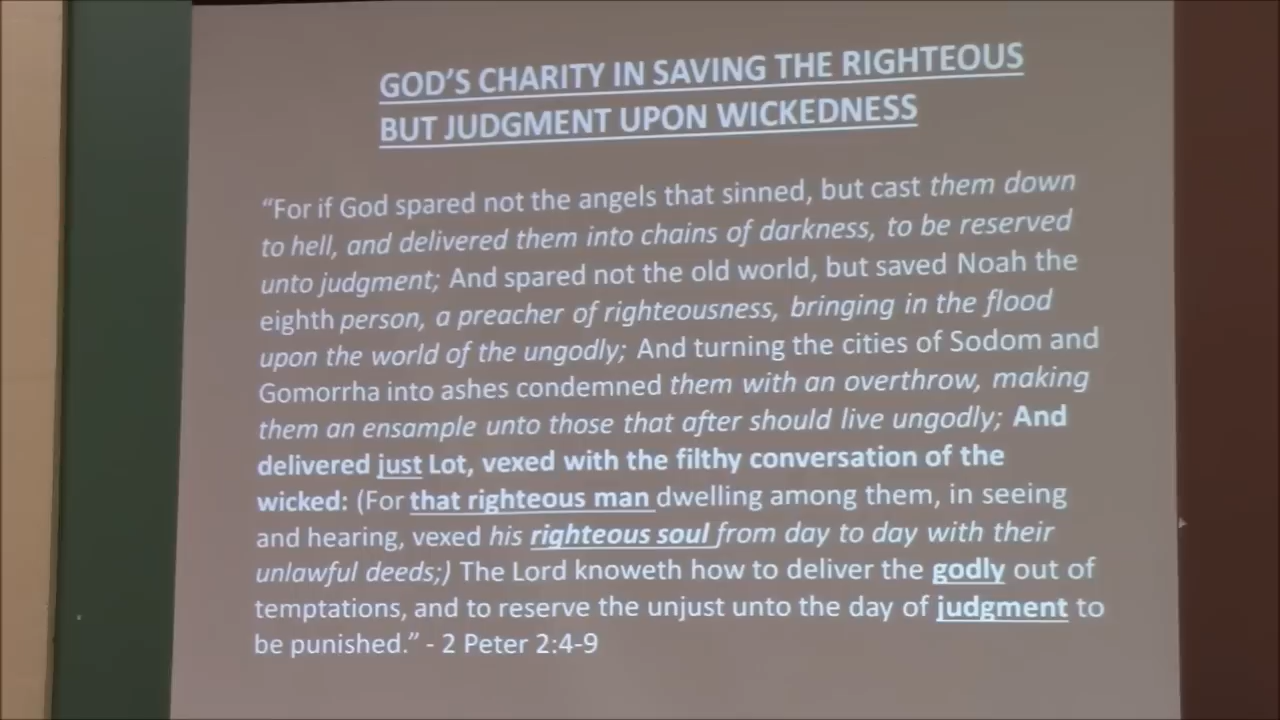 GOD'S CHARITY IN SAVING THE RIGHTEOUS
BUT JUDGMENT UPON WICKEDNESS
“For if God spared not the angels that sinned, but cast them down
to hell, and delivered them into chains of darkness, to be reserved
unto judgment; And spared not the old world, but saved Noah the
eighth person, a preacher of righteousness, bringing in the flood
upon the world of the ungodly; And turning the cities of Sodom and
Gomorrha into ashes condemned them with an overthrow, making
them an ensample unto those that after should live ungodly; And
delivered just Lot, vexed with the filthy conversation of the
wicked: (For that righteous man dwelling among them, in seeing
and hearing, vexed his righteous soul from day to day with their
unlawful deeds;) The Lord knoweth how to deliver the godly out of
temptations, and to reserve the unjust unto the day of judgment to
be punished.” - 2 Peter 2:4-9